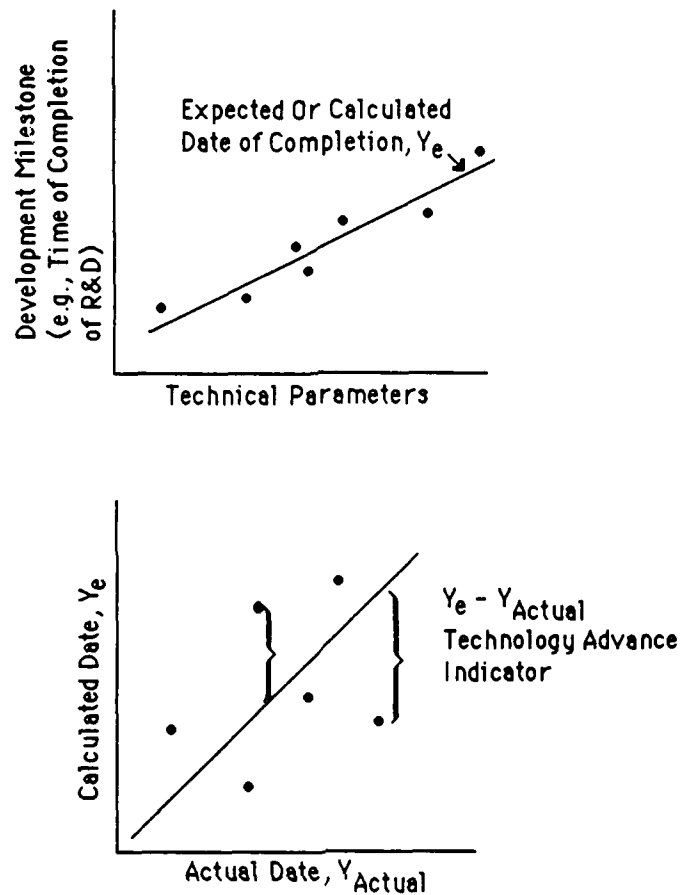 Development Milestone
(e.g., Time of Completion
of R&D)
Expected Or Calculated
Date of Completion, Ye
Technical Parameters
Calculated Date, Ye
Ye - YActual
Technology Advance
Indicator
Actual Date, YActual